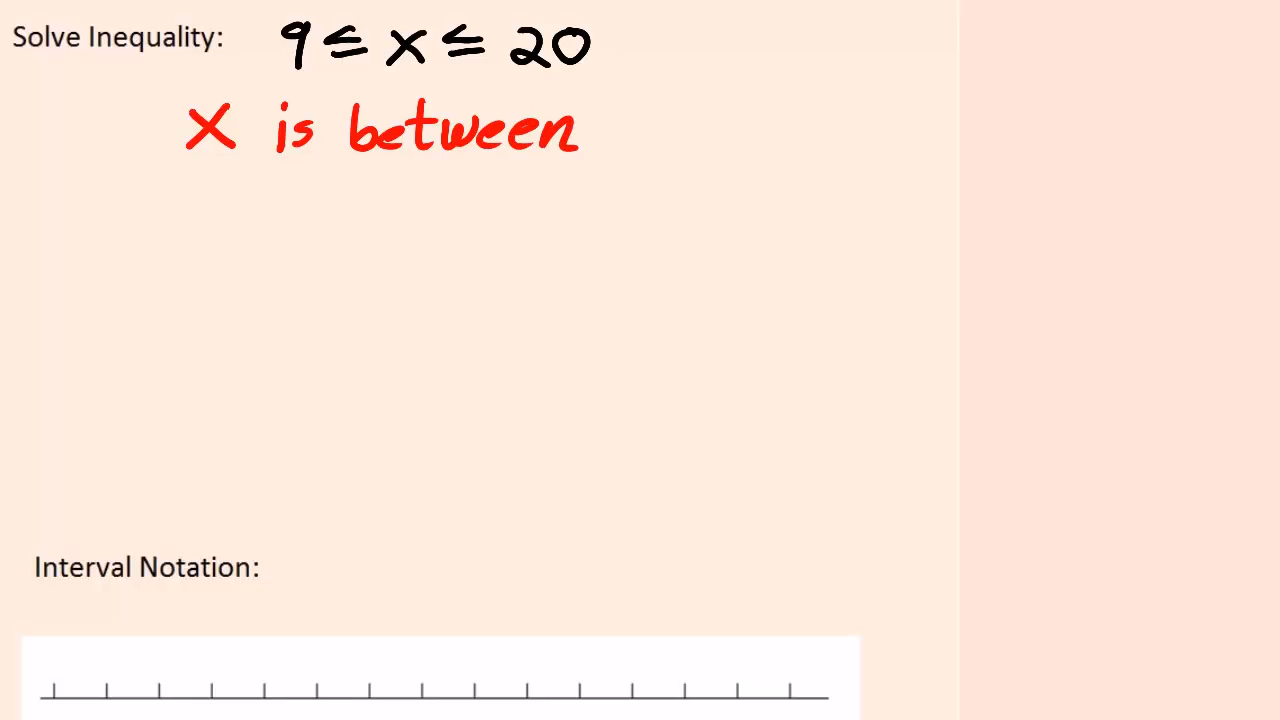 Solve Inequality: 9 ≤ x ≤ 20
X is between
Interval Notation: